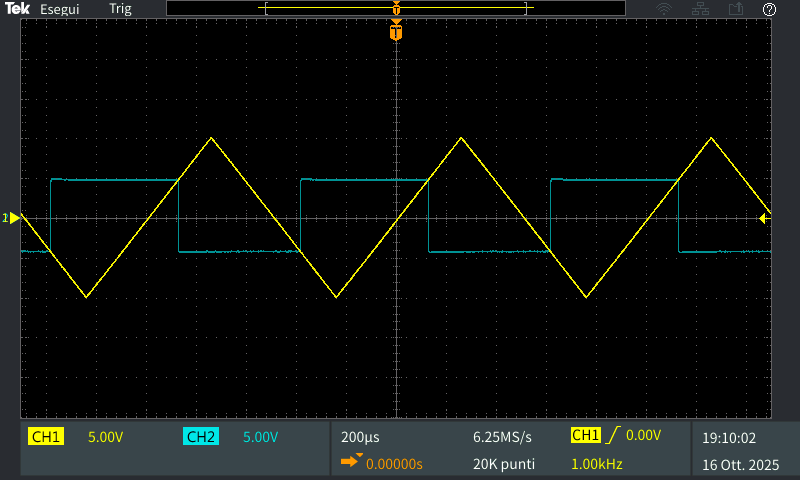 Tek Esegui Trig T ?
T
1
CH1 5.00V CH2 5.00V 200µs 6.25MS/s CH1 0.00V 19:10:02
0.00000s 20K punti 1.00kHz 16 Ott. 2025